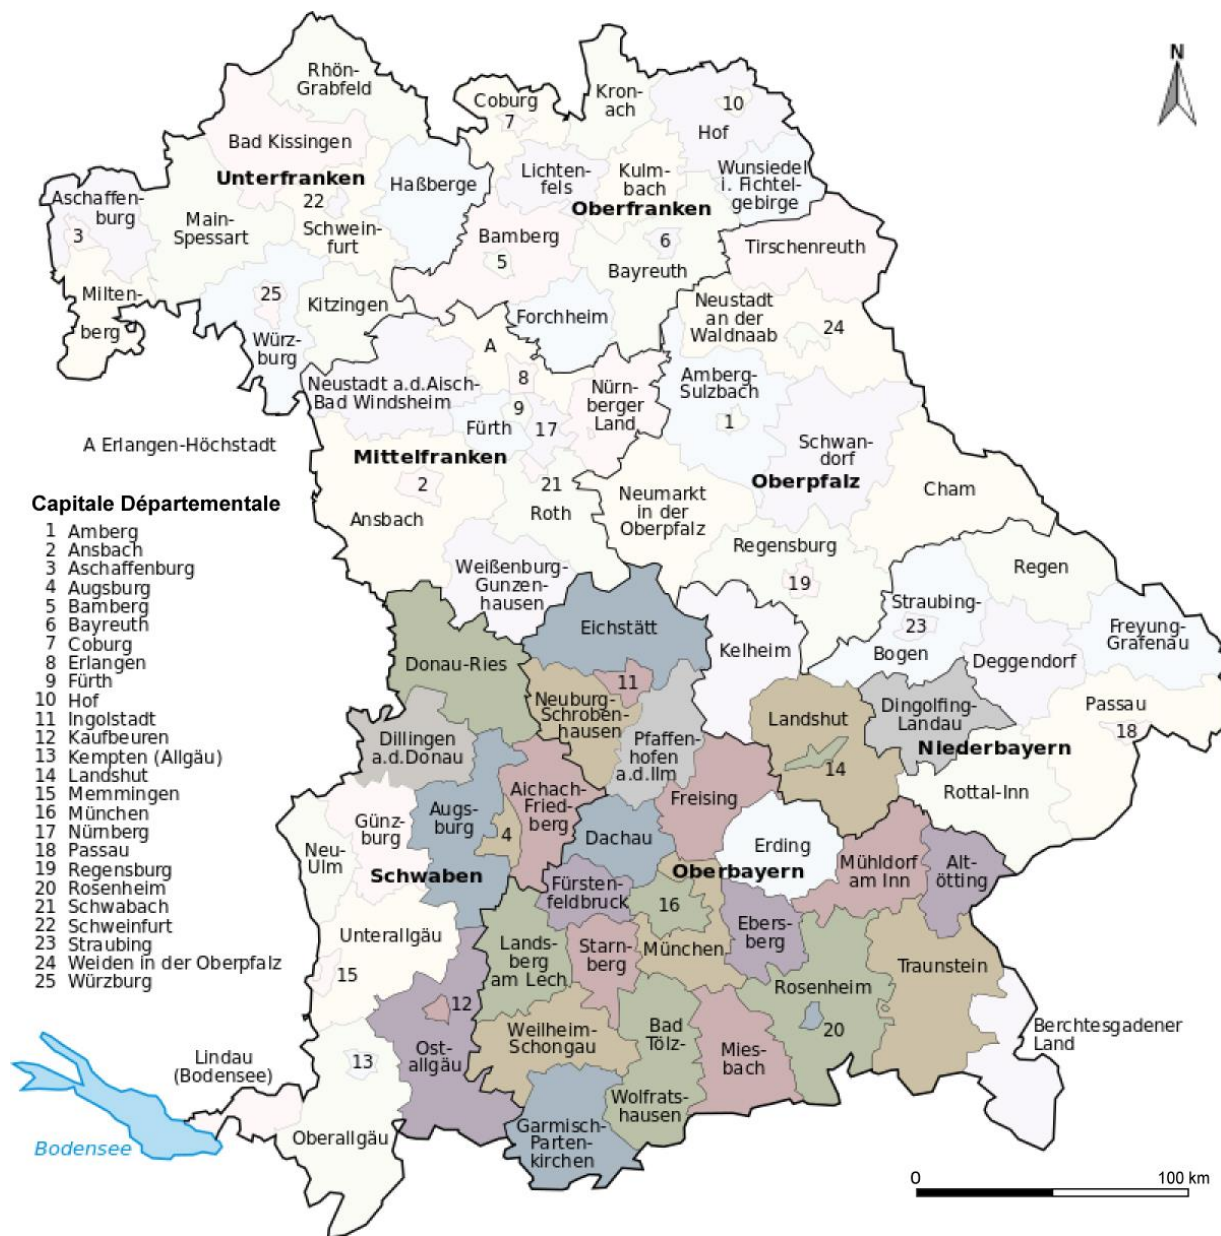 N
Rhön-
Grabfeld
Coburg
7
Kron-
ach
10
Hof
Bad Kissingen
Unterfranken
Haßberge
Lichten-
fels
Kulm-
bach
Wunsiedel
i. Fichtel-
gebirge
Oberfranken
Aschaffen-
burg
3
Main-
Spessart
22
Schwein-
furt
Bamberg
5
6
Bayreuth
Tirschenreuth
Milten-
berg
25
Kitzingen
Würz-
burg
Forchheim
Neustadt
an der
Waldnaab
24
A
Neustadt a.d.Aisch-
Bad Windsheim
8
9
Fürth
17
Nürn-
berger
Land
Amberg-
Sulzbach
1
Schwan-
dorf
Oberpfalz
A Erlangen-Höchstadt
Mittelfranken
2
Ansbach
21
Roth
Neumarkt
in der
Oberpfalz
Cham
Regensburg
19
Weißenburg-
Gunzen-
hausen
Regen
Straubing-
23
Bogen
Deggendorf
Freyung-
Grafenau
Capitale Départementale
1 Amberg
2 Ansbach
3 Aschaffenburg
4 Augsburg
5 Bamberg
6 Bayreuth
7 Coburg
8 Erlangen
9 Fürth
10 Hof
11 Ingolstadt
12 Kaufbeuren
13 Kempten (Allgäu)
14 Landshut
15 Memmingen
16 München
17 Nürnberg
18 Passau
19 Regensburg
20 Rosenheim
21 Schwabach
22 Schweinfurt
23 Straubing
24 Weiden in der Oberpfalz
25 Würzburg
Eichstätt
Donau-Ries
Kelheim
11
Neuburg-
Schroben-
hausen
Pfaffen-
hofen
a.d.Ilm
Landshut
14
Dingolfing-
Landau
Passau
18
Niederbayern
Rottal-Inn
Dillingen
a.d.Donau
Aichach-
Fried-
berg
Augs-
burg
4
Günz-
burg
Neu-
Ulm
Schwaben
Freising
Dachau
Erding
Oberbayern
Mühldorf
am Inn
Alt-
ötting
Fürsten-
feldbruck
16
München
Ebers-
berg
Unterallgäu
15
Lands-
berg
am Lech
Starn-
berg
Traunstein
12
Ost-
allgäu
Weilheim-
Schongau
Bad
Tölz-
Wolfrats-
hausen
Mies-
bach
Rosenheim
20
Berchtesgadener
Land
13
Lindau
(Bodensee)
Oberallgäu
Garmisch-
Parten-
kirchen
Bodensee
0 100 km